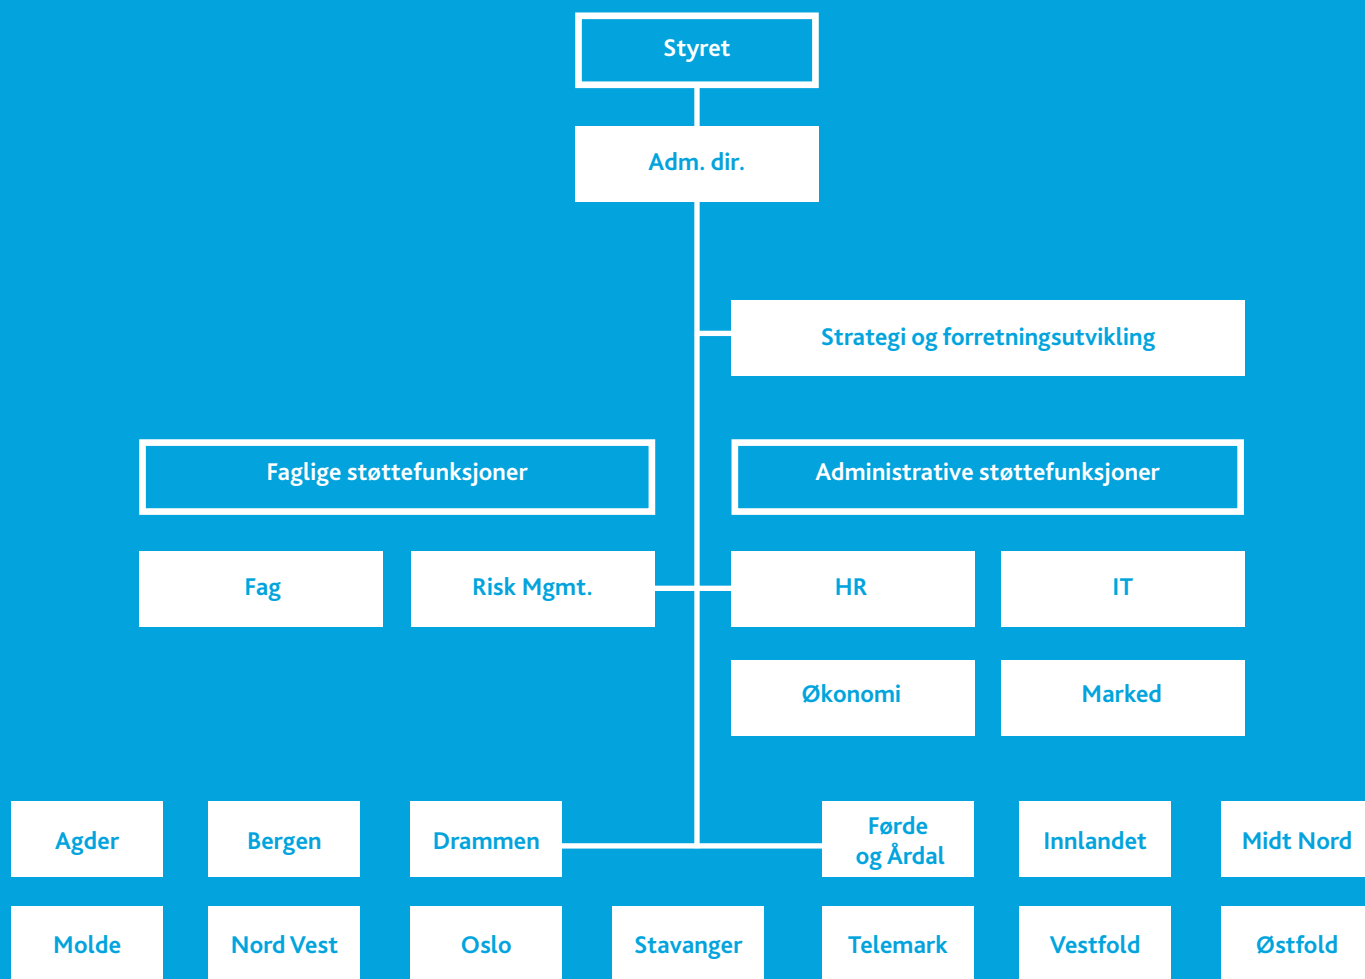 Styret
Adm. dir.
Strategi og forretningsutvikling
Faglige støttefunksjoner
Administrative støttefunksjoner
Fag
Risk Mgmt.
HR
IT
Økonomi
Marked
Agder
Bergen
Drammen
Førde
og Årdal
Innlandet
Midt Nord
Molde
Nord Vest
Oslo
Stavanger
Telemark
Vestfold
Østfold